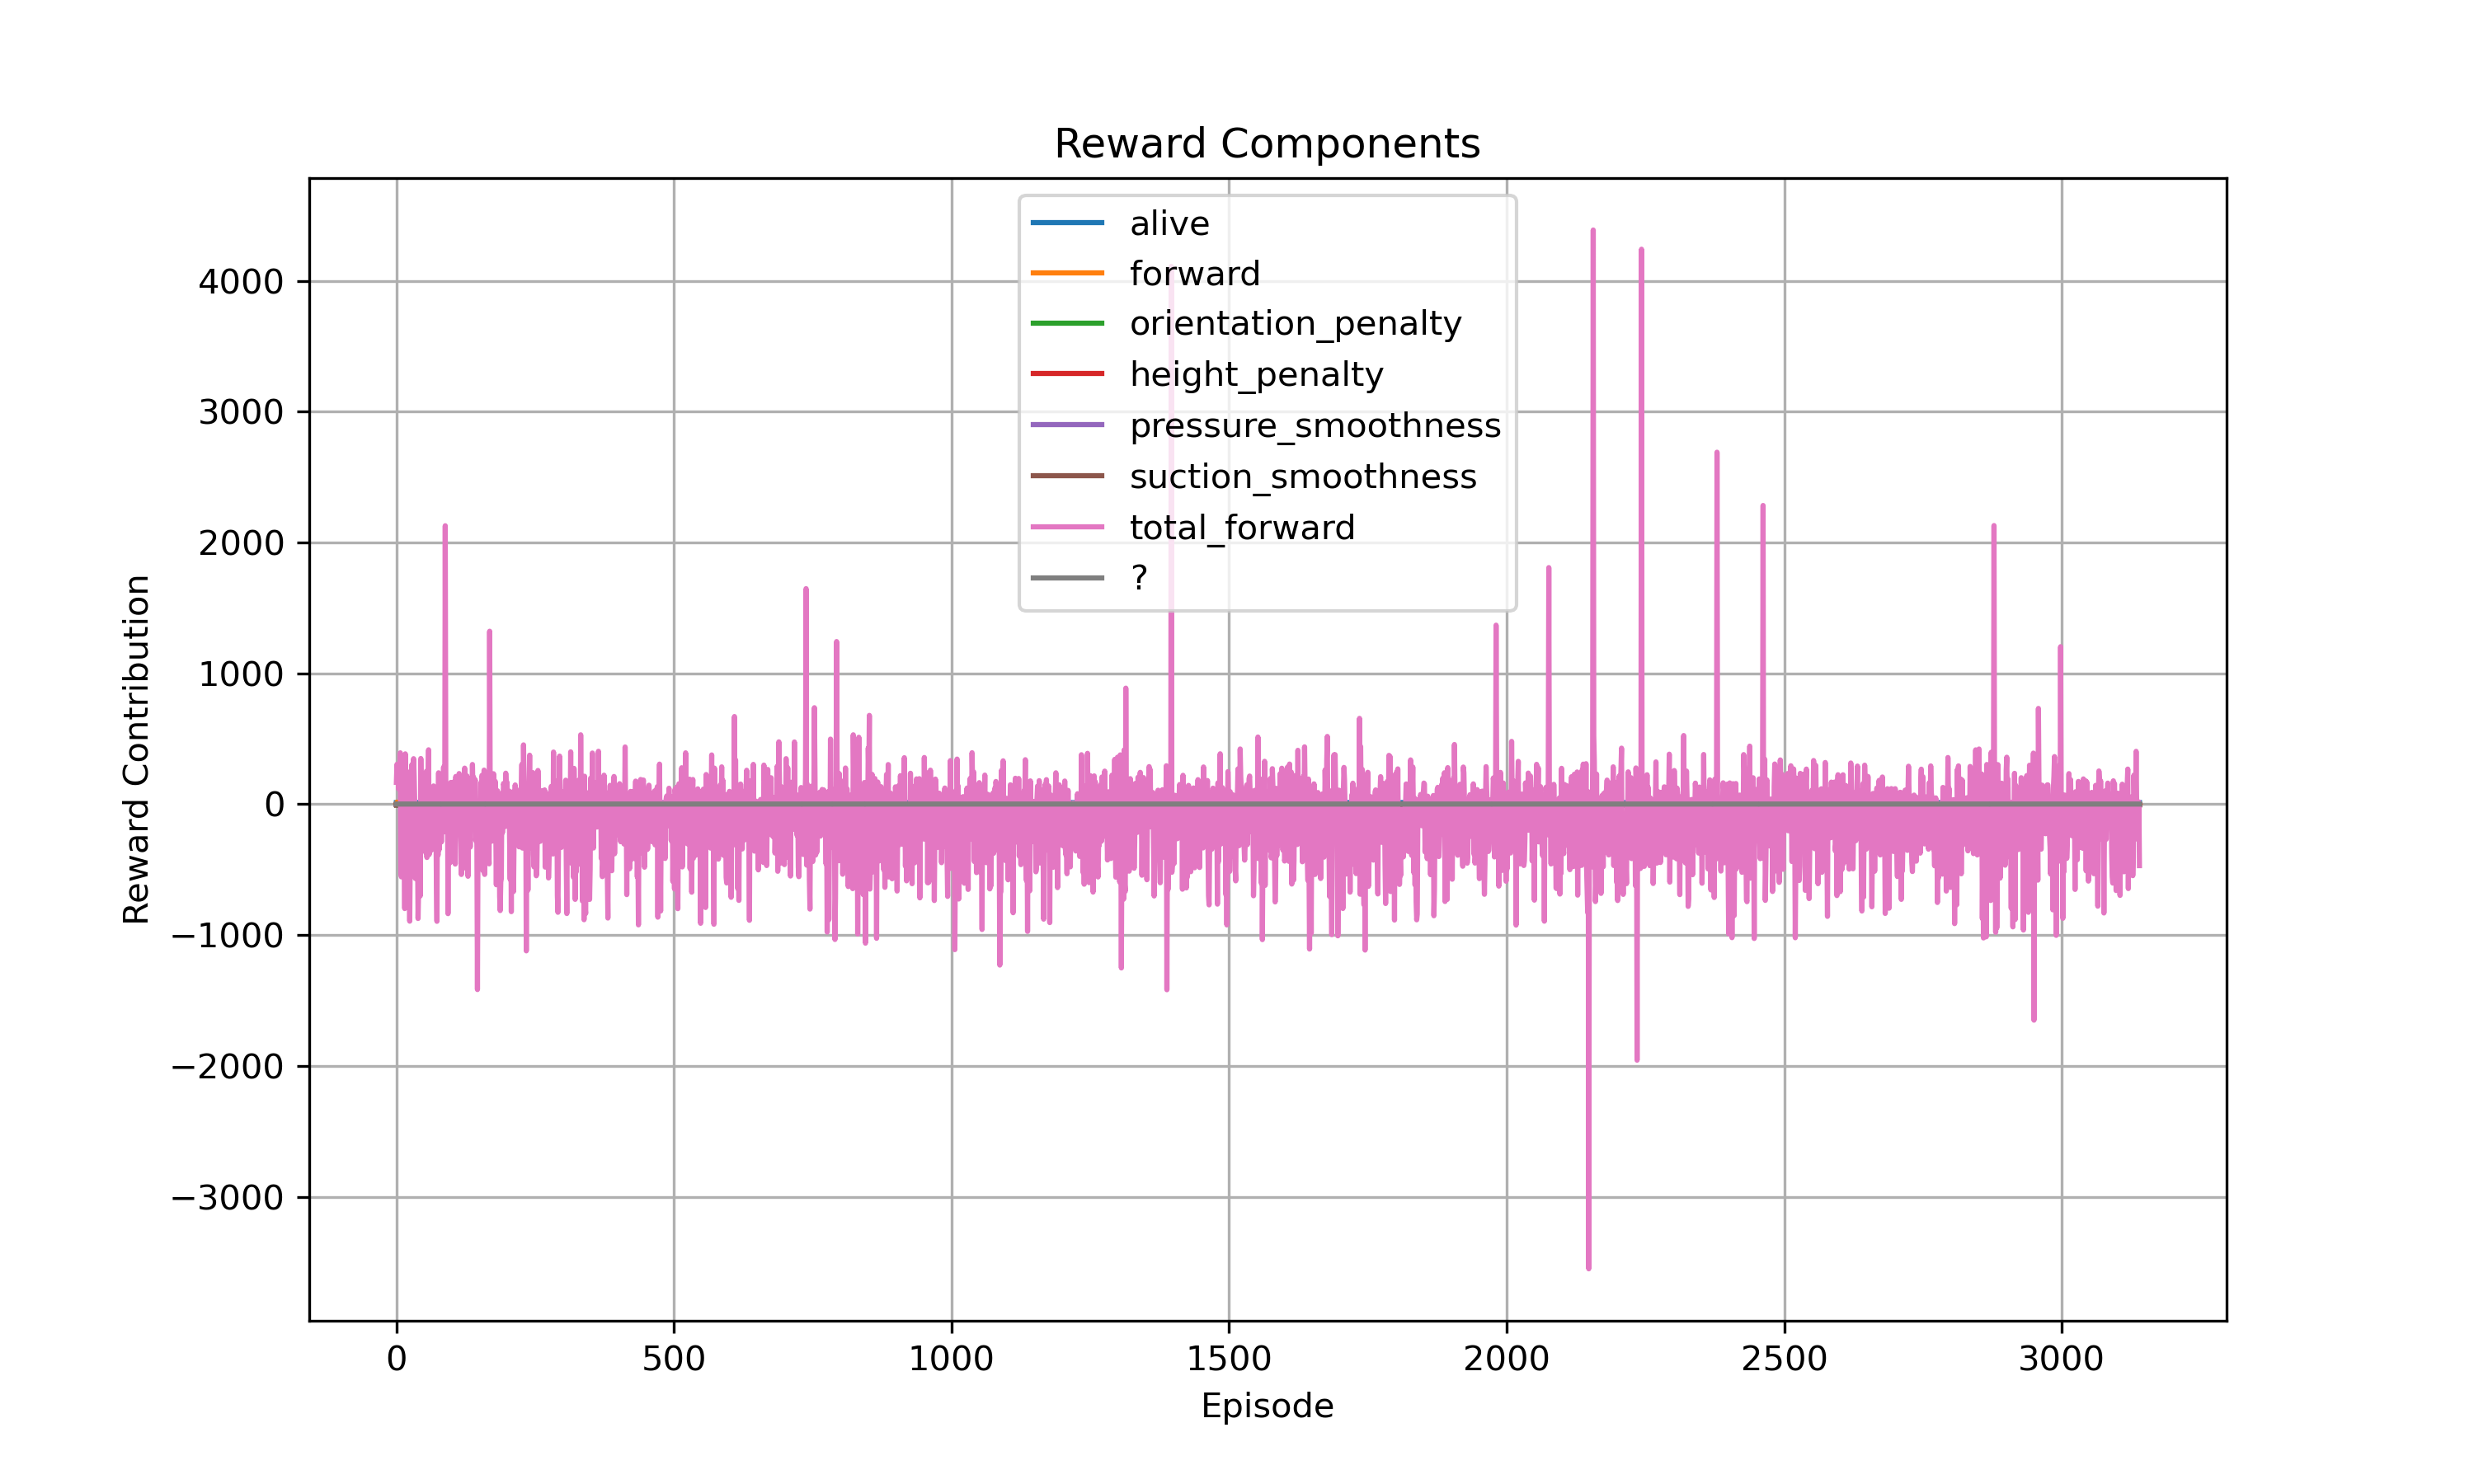 Reward Components
alive
forward
orientation_penalty
height_penalty
pressure_smoothness
suction_smoothness
total_forward
?
4000
3000
2000
1000
0
−1000
−2000
−3000
Reward Contribution
0 500 1000 1500 2000 2500 3000
Episode